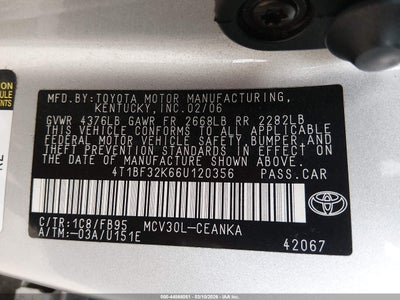 MFD.BY:TOYOTA MOTOR MANUFACTURING,
KENTUCKY,INC.02/06
GVWR 4376LB GAWR FR 2668LB RR 2282LB
THIS VEHICLE CONFORMS TO ALL APPLICABLE
FEDERAL MOTOR VEHICLE SAFETY, BUMPER, AND
THEFT PREVENTION STANDARDS IN EFFECT ON THE
DATE OF MANUFACTURE SHOWN ABOVE.
4T1BF32K66U120356 PASS.CAR
C/TR:1C8/FB95 MCV30L-CEANKA
A/TM:-03A/U151E
TOYOTA
42067